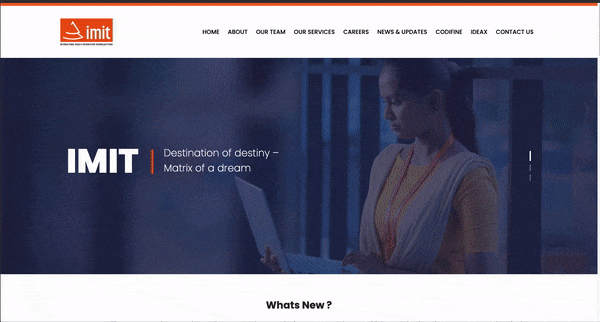 imit
HOME ABOUT OUR TEAM OUR SERVICES CAREERS NEWS & UPDATES CODIFINE IDEAX CONTACT US
IMIT
Destination of destiny –
Matrix of a dream
Whats New ?